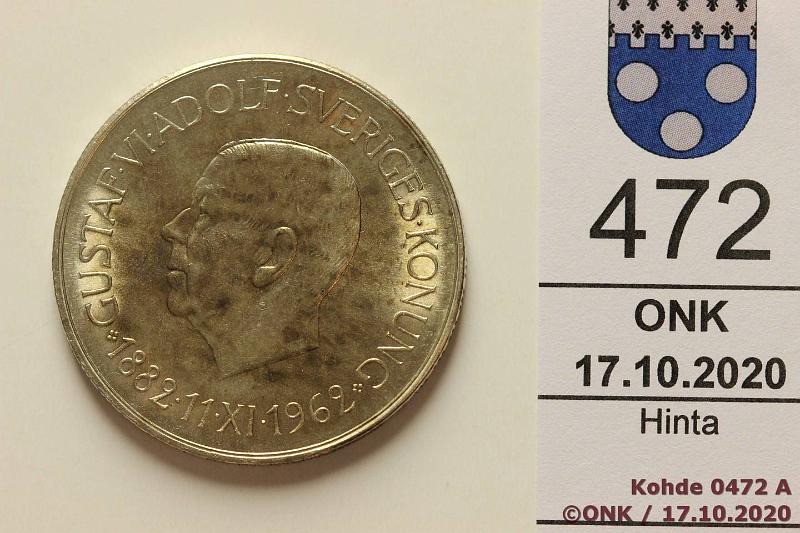 GUSTAF·VI·ADOLF·SVERIGES·KONUNG
1882·11·XI·1962
472
ONK
17.10.2020
Hinta
Kohde 0472 A
©ONK / 17.10.2020